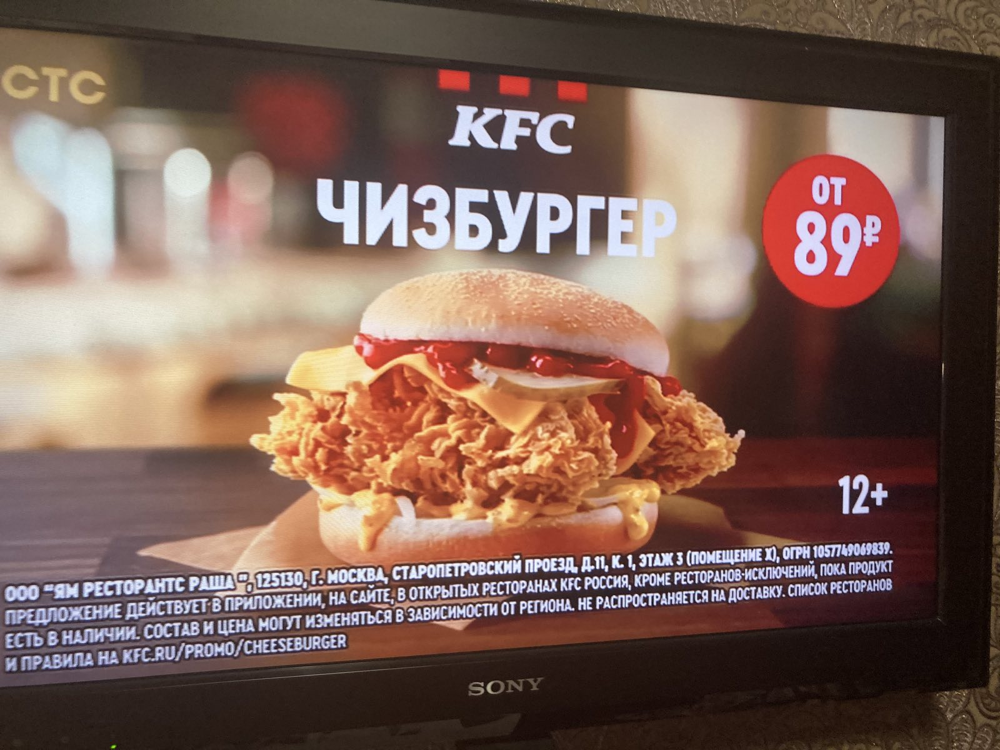 СТС
KFC
ЧИЗБУРГЕР
ОТ
89₽
12+
ООО "ЯМ РЕСТОРАНТС РАША ", 125130, Г. МОСКВА, СТАРОПЕТРОВСКИЙ ПРОЕЗД, Д.11, К. 1, ЭТАЖ 3 (ПОМЕЩЕНИЕ X), ОГРН 1057749069839.
ПРЕДЛОЖЕНИЕ ДЕЙСТВУЕТ В ПРИЛОЖЕНИИ, НА САЙТЕ, В ОТКРЫТЫХ РЕСТОРАНАХ KFC РОССИЯ, КРОМЕ РЕСТОРАНОВ-ИСКЛЮЧЕНИЙ, ПОКА ПРОДУКТ
ЕСТЬ В НАЛИЧИИ. СОСТАВ И ЦЕНА МОГУТ ИЗМЕНЯТЬСЯ В ЗАВИСИМОСТИ ОТ РЕГИОНА. НЕ РАСПРОСТРАНЯЕТСЯ НА ДОСТАВКУ. СПИСОК РЕСТОРАНОВ
И ПРАВИЛА НА KFC.RU/PROMO/CHEESEBURGER
SONY